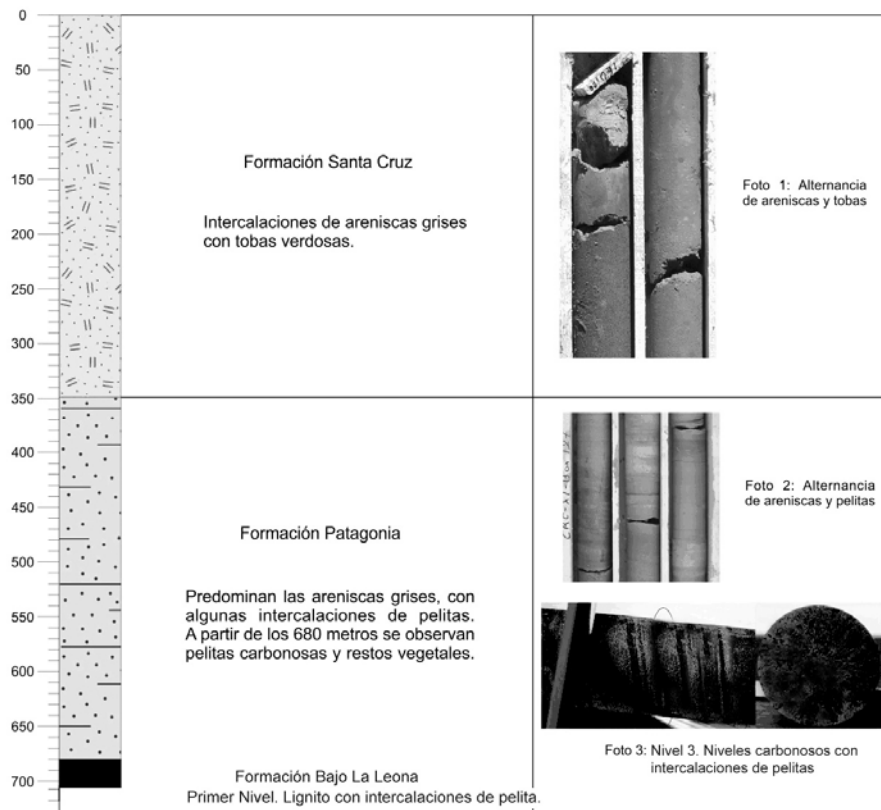 0
50
100
150
200
250
300
350
400
450
500
550
600
650
700
Formación Santa Cruz
Intercalaciones de areniscas grises
con tobas verdosas.
Foto 1: Alternancia
de areniscas y tobas
Formación Patagonia
Predominan las areniscas grises, con
algunas intercalaciones de pelitas.
A partir de los 680 metros se observan
pelitas carbonosas y restos vegetales.
Foto 2: Alternancia
de areniscas y pelitas
Foto 3: Nivel 3. Niveles carbonosos con
intercalaciones de pelitas
Formación Bajo La Leona
Primer Nivel. Lignito con intercalaciones de pelita.